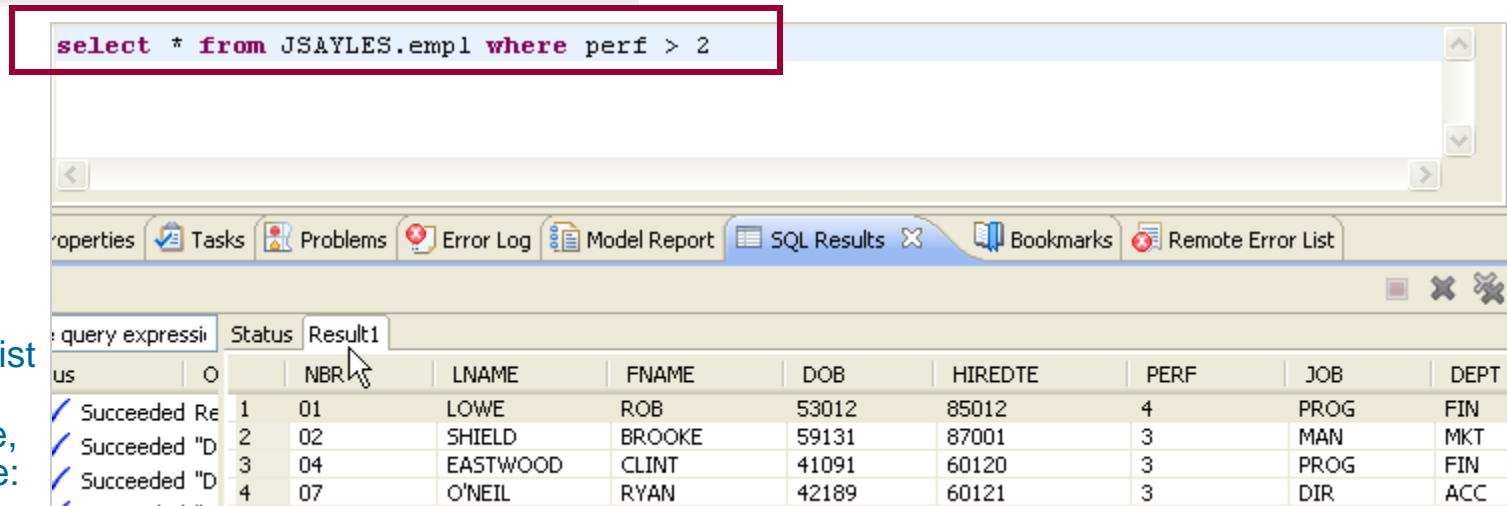 select * from JSAYLES.empl where perf > 2
roperties Tasks Problems Error Log Model Report SQL Results Bookmarks Remote Error List
query expressi Status Result1
ist
us O NBR LNAME FNAME DOB HIREDTE PERF JOB DEPT
Succeeded Re 1 01 LOWE ROB 53012 85012 4 PROG FIN
e,
Succeeded "D 2 02 SHIELD BROOKE 59131 87001 3 MAN MKT
e:
Succeeded "D 3 04 EASTWOOD CLINT 41091 60120 3 PROG FIN
4 07 O'NEIL RYAN 42189 60121 3 DIR ACC